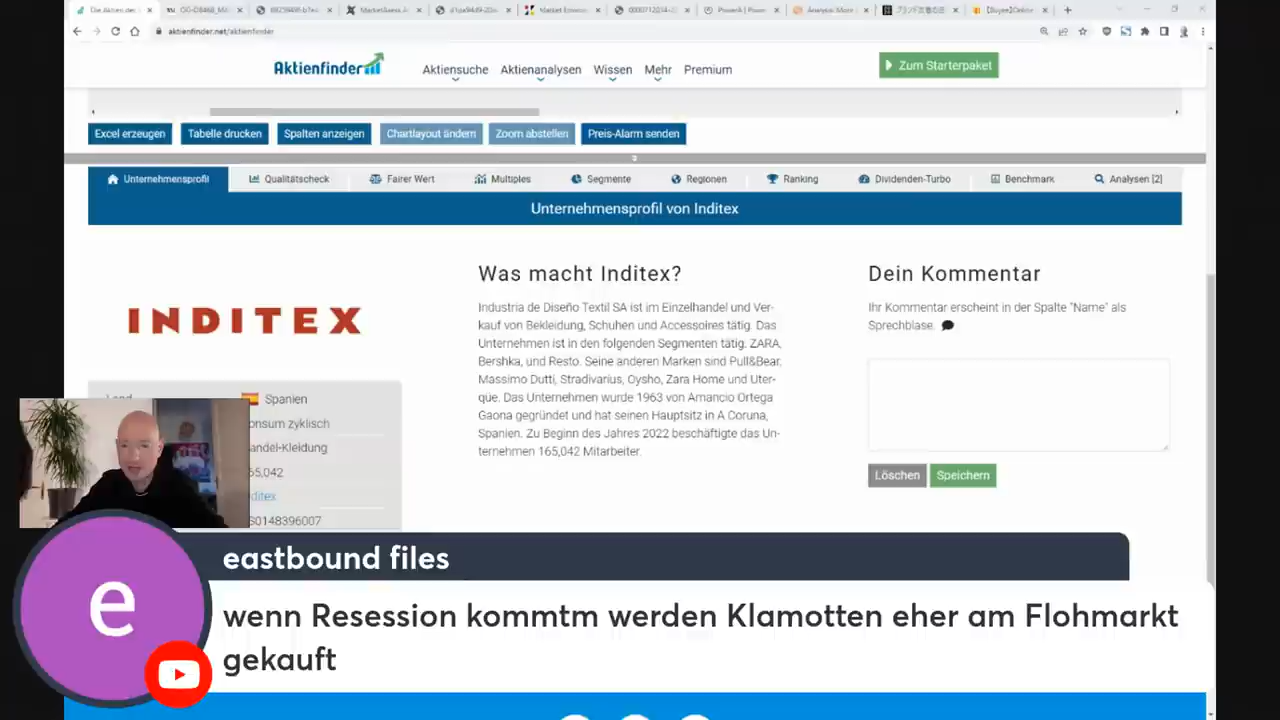 Die Aktien des
MarketAxess
aktienfinder.net/aktienfinder
Aktienfinder
Aktiensuche Aktienanalysen Wissen Mehr Premium
Zum Starterpaket
Excel erzeugen Tabelle drucken Spalten anzeigen Chartlayout ändern Zoom abstellen Preis-Alarm senden
Unternehmensprofil Qualitätscheck Fairer Wert Multiples Segmente Regionen Ranking Dividenden-Turbo Benchmark Analysen [2]
Unternehmensprofil von Inditex
INDITEX
Was macht Inditex?
Industria de Diseño Textil SA ist im Einzelhandel und Ver-
kauf von Bekleidung, Schuhen und Accessoires tätig. Das
Unternehmen ist in den folgenden Segmenten tätig. ZARA,
Bershka, und Resto. Seine anderen Marken sind Pull&Bear,
Massimo Dutti, Stradivarius, Oysho, Zara Home und Uter-
que. Das Unternehmen wurde 1963 von Amancio Ortega
Gaona gegründet und hat seinen Hauptsitz in A Coruna,
Spanien. Zu Beginn des Jahres 2022 beschäftigte das Un-
ternehmen 165,042 Mitarbeiter.
Dein Kommentar
Ihr Kommentar erscheint in der Spalte "Name" als
Sprechblase.
Löschen Speichern
Land Spanien
onsum zyklisch
andel-Kleidung
65,042
ditex
S0148396007
e
eastbound files
wenn Resession kommtm werden Klamotten eher am Flohmarkt
gekauft